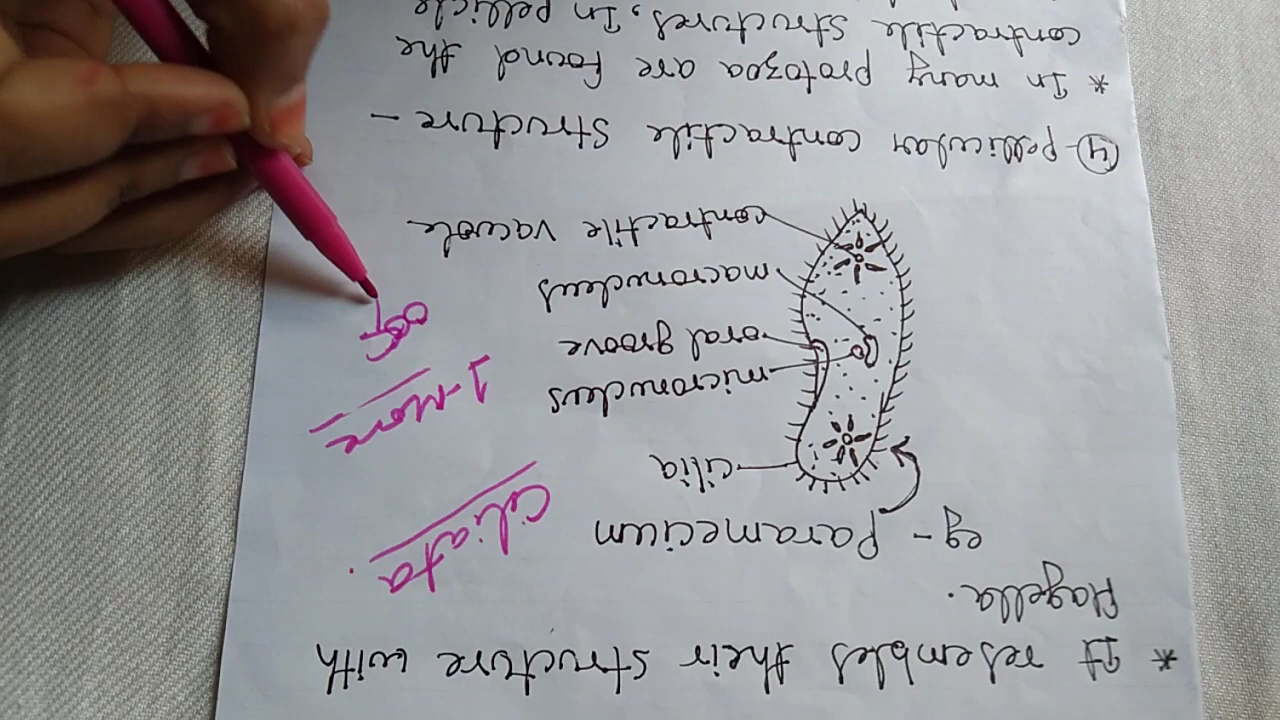 * It resembles their structure with
flagella.
eg - Paramecium
cilia
micronucleus
oral groove
macronucleus
contractile vacuole
Ciliata.
1-More
(4)- Pellicular contractile structure -
* In many protozoa are found the
contractile structures, In pellicle